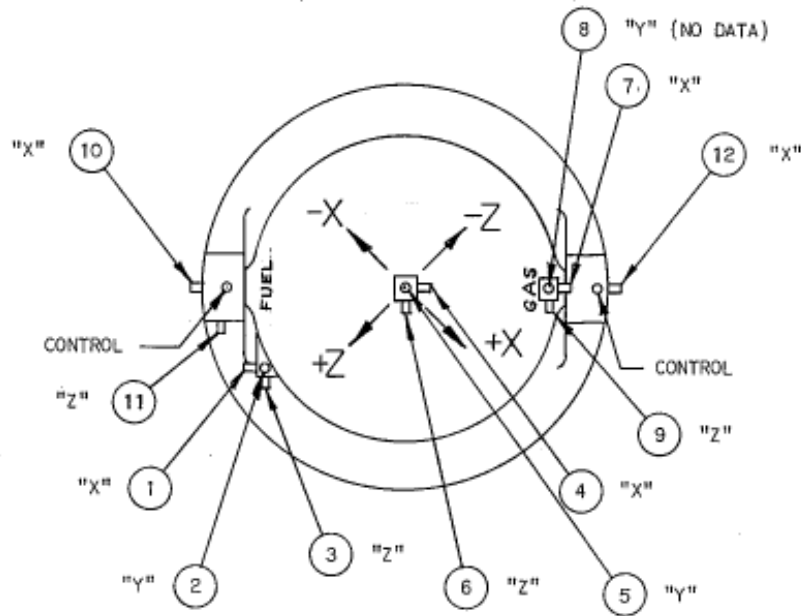 8 "Y" (NO DATA)
7 "X"
"X" 10
12 "X"
-X
-Z
FUEL
GAS
CONTROL
+Z
+X
CONTROL
"Z" 11
9 "Z"
"X" 1
4 "X"
3 "Z"
"Y" 2
6 "Z"
5 "Y"